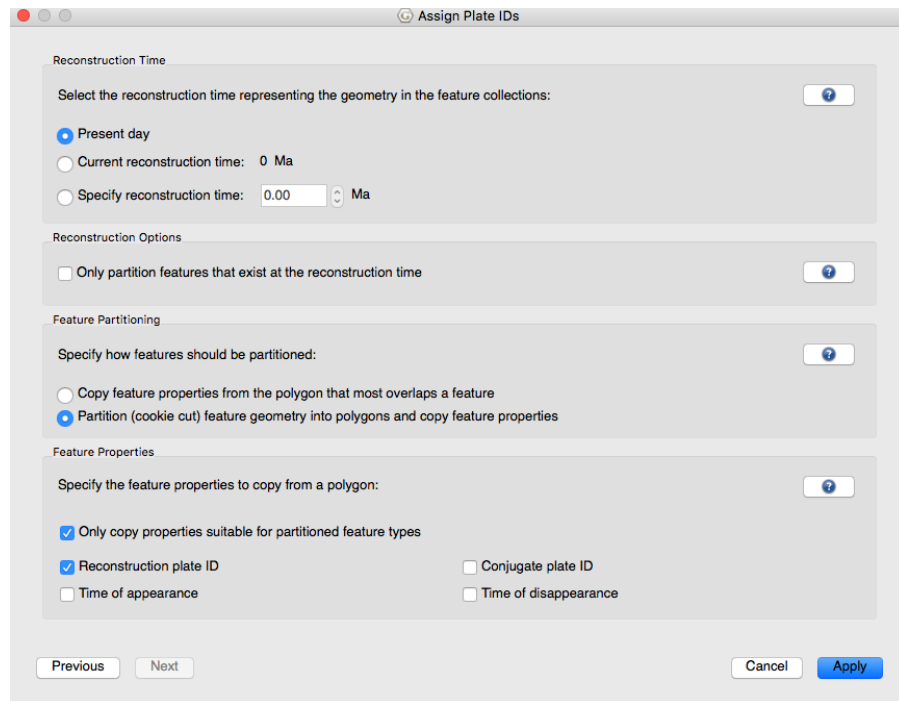 Assign Plate IDs
Reconstruction Time
Select the reconstruction time representing the geometry in the feature collections:
Present day
Current reconstruction time: 0 Ma
Specify reconstruction time: 0.00 Ma
Reconstruction Options
Only partition features that exist at the reconstruction time
Feature Partitioning
Specify how features should be partitioned:
Copy feature properties from the polygon that most overlaps a feature
Partition (cookie cut) feature geometry into polygons and copy feature properties
Feature Properties
Specify the feature properties to copy from a polygon:
Only copy properties suitable for partitioned feature types
Reconstruction plate ID Conjugate plate ID
Time of appearance Time of disappearance
Previous Next Cancel Apply